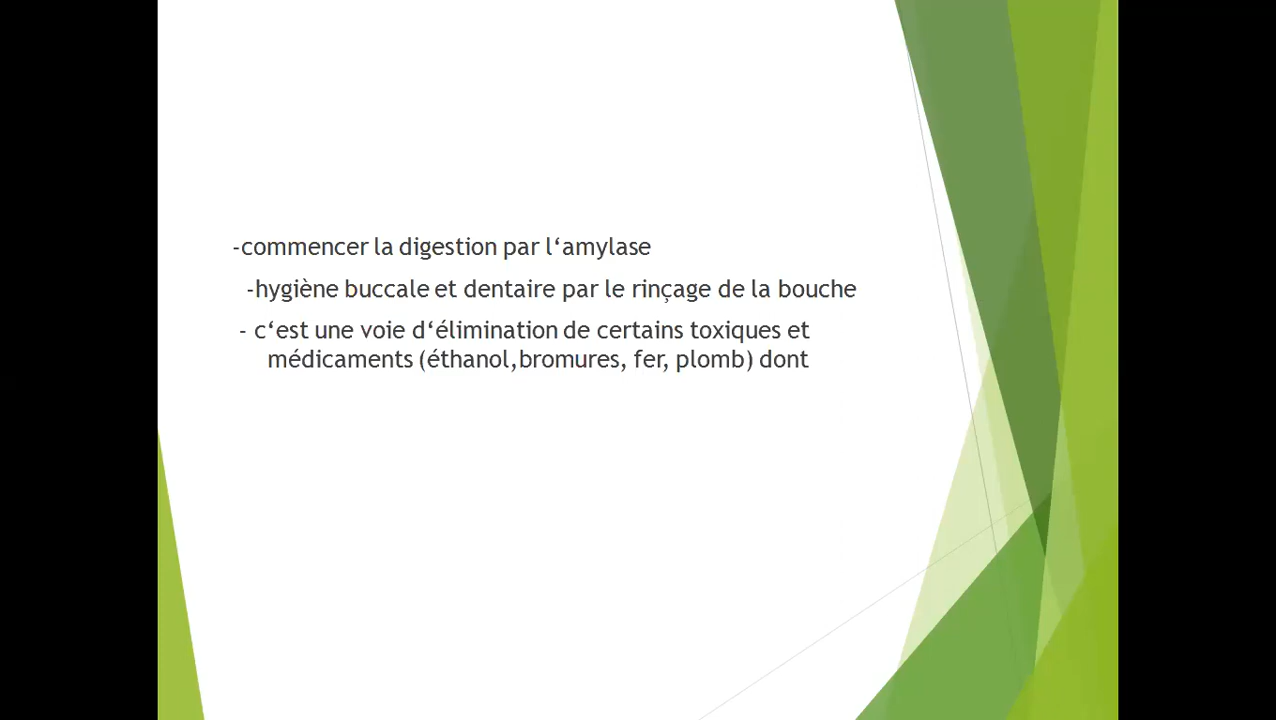 -commencer la digestion par l‘amylase
-hygiène buccale et dentaire par le rinçage de la bouche
- c‘est une voie d‘élimination de certains toxiques et
médicaments (éthanol,bromures, fer, plomb) dont